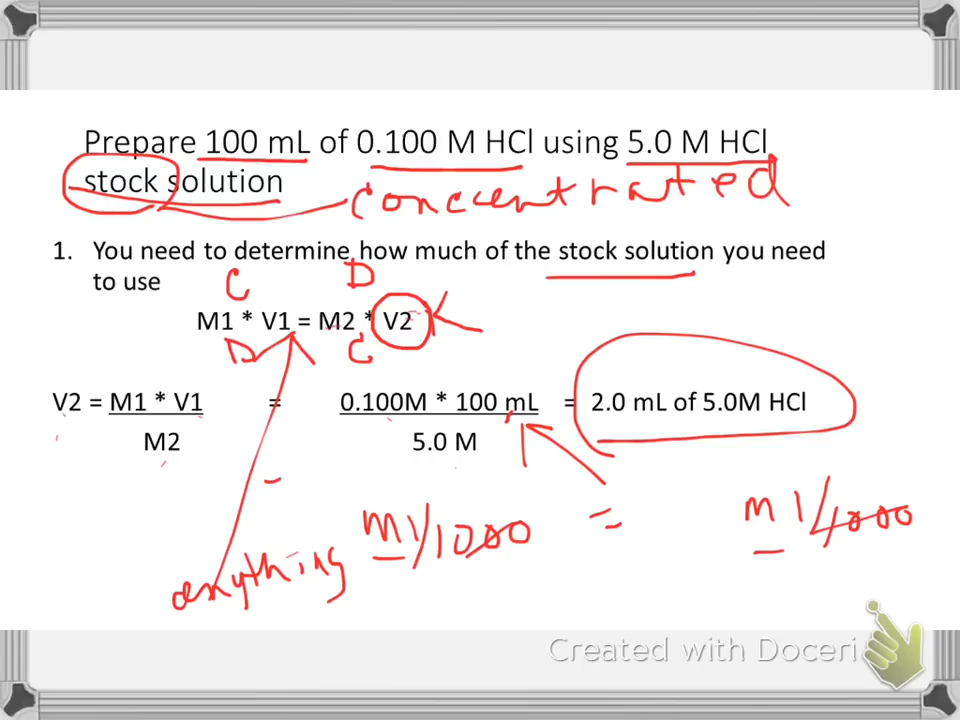 Prepare 100 mL of 0.100 M HCl using 5.0 M HCl
stock solution
concentrated
1. You need to determine how much of the stock solution you need
to use
C D
M1 * V1 = M2 * V2
D C
V2 = M1 * V1 = 0.100M * 100 mL = 2.0 mL of 5.0M HCl
M2 5.0 M
ml/1000 = ml/1000
anything
Created with Doceri